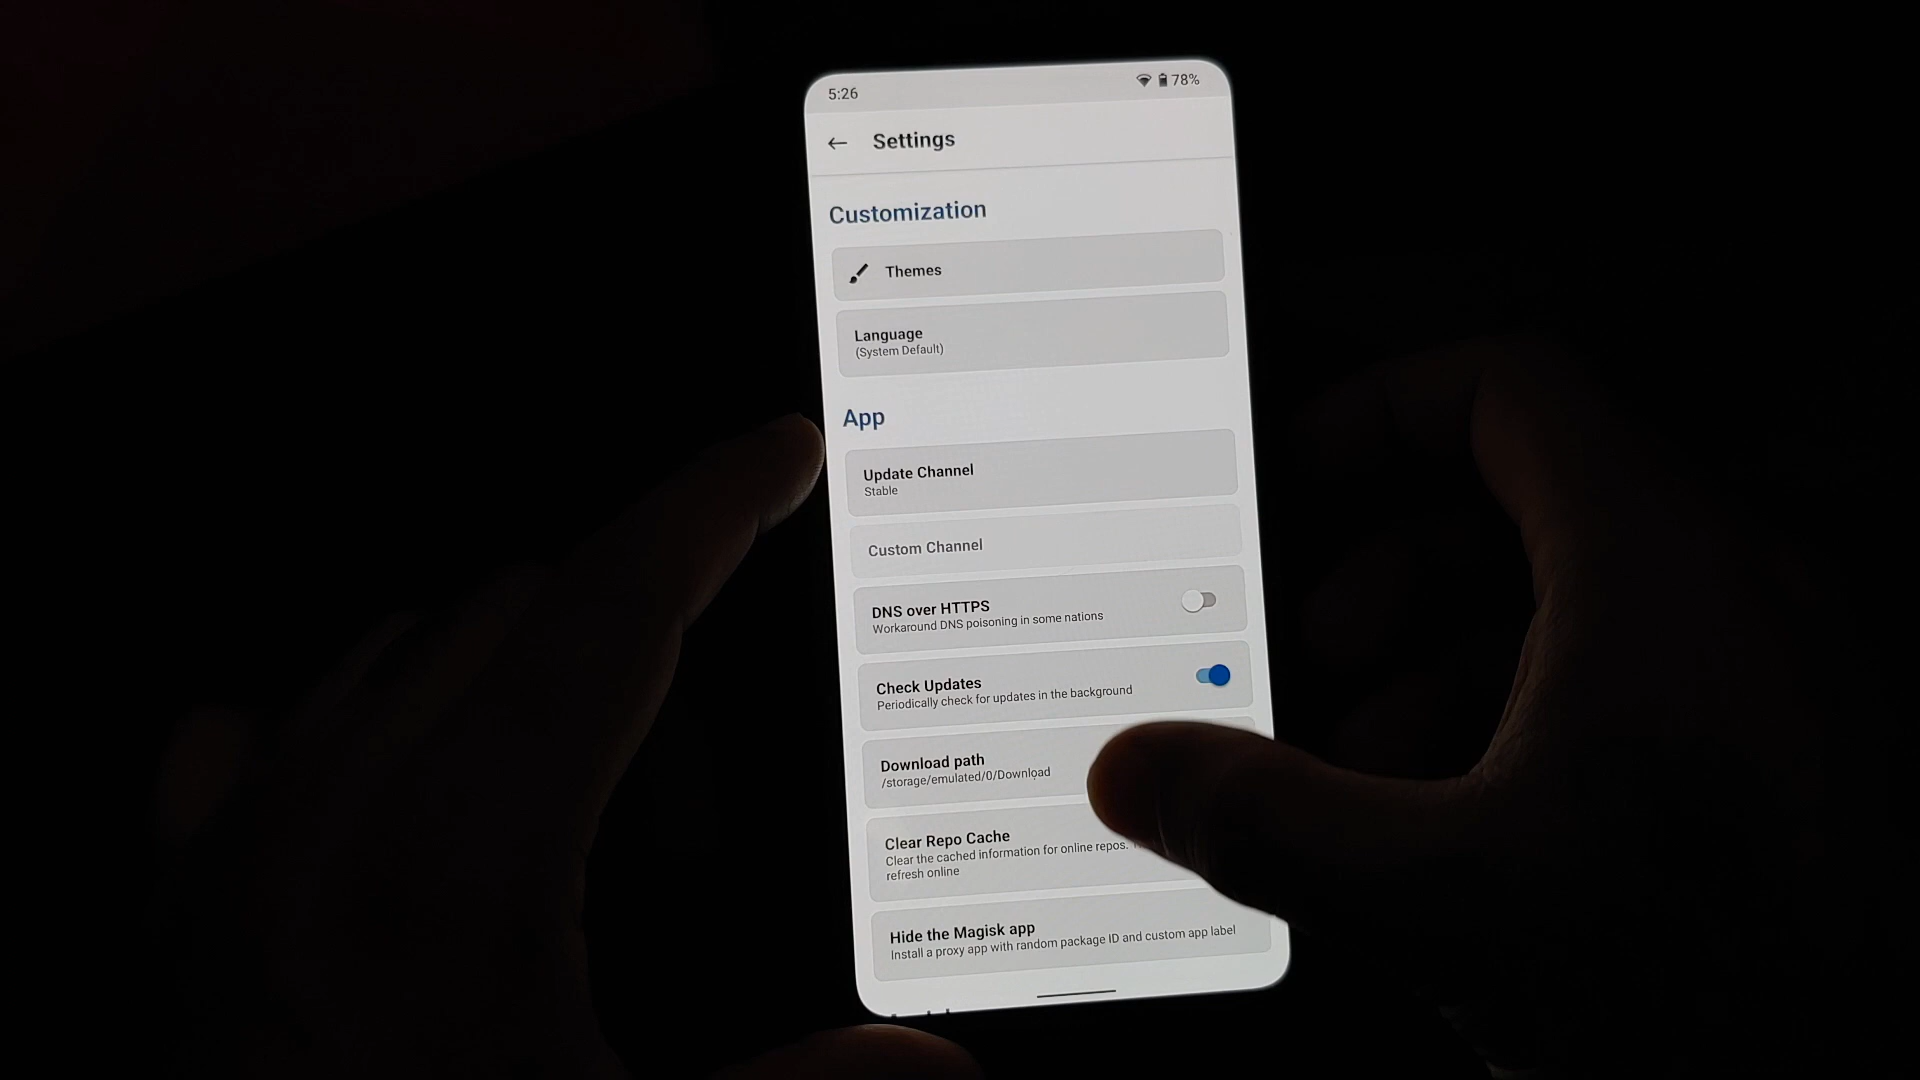 5:26
78%
Settings
Customization
Themes
Language
(System Default)
App
Update Channel
Stable
Custom Channel
DNS over HTTPS
Workaround DNS poisoning in some nations
Check Updates
Periodically check for updates in the background
Download path
/storage/emulated/0/Download
Clear Repo Cache
Clear the cached information for online repos.
refresh online
Hide the Magisk app
Install a proxy app with random package ID and custom app label